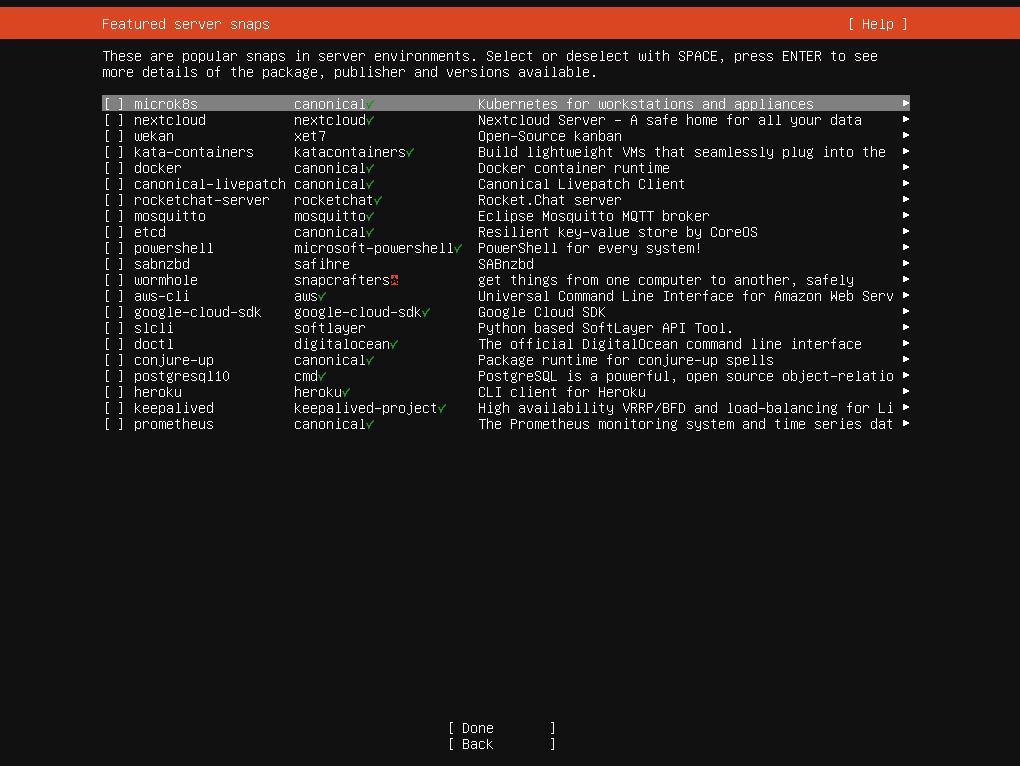 Featured server snaps [ Help ]
These are popular snaps in server environments. Select or deselect with SPACE, press ENTER to see
more details of the package, publisher and versions available.
[ ] microk8s canonical✓ Kubernetes for workstations and appliances ▸
[ ] nextcloud nextcloud✓ Nextcloud Server - A safe home for all your data ▸
[ ] wekan xet7 Open-Source kanban ▸
[ ] kata-containers katacontainers✓ Build lightweight VMs that seamlessly plug into the ▸
[ ] docker canonical✓ Docker container runtime ▸
[ ] canonical-livepatch canonical✓ Canonical Livepatch Client ▸
[ ] rocketchat-server rocketchat✓ Rocket.Chat server ▸
[ ] mosquitto mosquitto✓ Eclipse Mosquitto MQTT broker ▸
[ ] etcd canonical✓ Resilient key-value store by CoreOS ▸
[ ] powershell microsoft-powershell✓ PowerShell for every system! ▸
[ ] sabnzbd safihre SABnzbd ▸
[ ] wormhole snapcrafters✪ get things from one computer to another, safely ▸
[ ] aws-cli aws✓ Universal Command Line Interface for Amazon Web Serv ▸
[ ] google-cloud-sdk google-cloud-sdk✓ Google Cloud SDK ▸
[ ] slcli softlayer Python based SoftLayer API Tool. ▸
[ ] doctl digitalocean✓ The official DigitalOcean command line interface ▸
[ ] conjure-up canonical✓ Package runtime for conjure-up spells ▸
[ ] postgresql10 cmd✓ PostgreSQL is a powerful, open source object-relatio ▸
[ ] heroku heroku✓ CLI client for Heroku ▸
[ ] keepalived keepalived-project✓ High availability VRRP/BFD and load-balancing for Li ▸
[ ] prometheus canonical✓ The Prometheus monitoring system and time series dat ▸
[ Done ]
[ Back ]